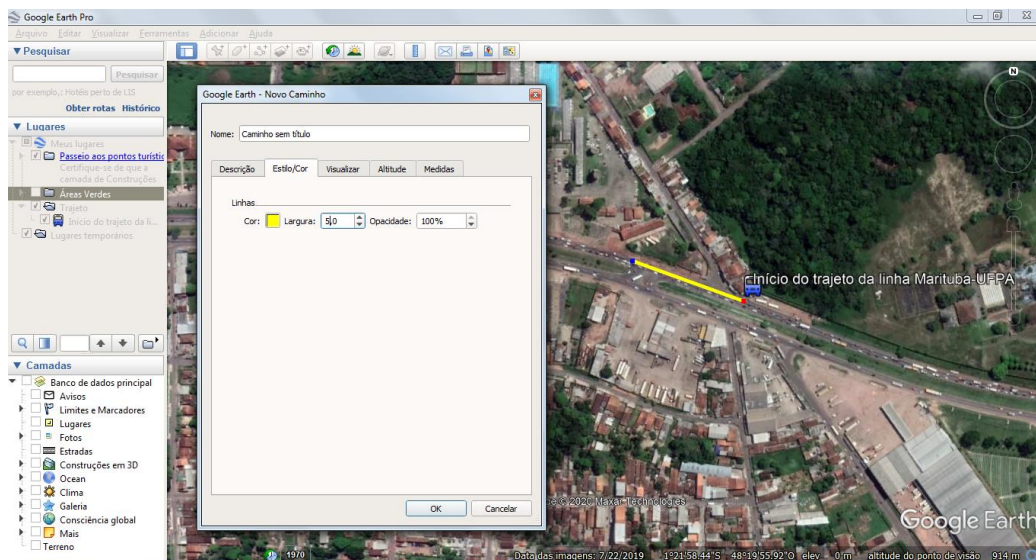 Google Earth Pro
Arquivo Editar Visualizar Ferramentas Adicionar Ajuda
Pesquisar
Pesquisar
por exemplo,: Hotéis perto de LIS
Obter rotas Histórico
Lugares
Meus lugares
Passeio aos pontos turístic
Certifique-se de que a
camada de Construções
Áreas Verdes
Trajeto
Início do trajeto da li...
Lugares temporários
Camadas
Banco de dados principal
Avisos
Limites e Marcadores
Lugares
Fotos
Estradas
Construções em 3D
Ocean
Clima
Galeria
Consciência global
Mais
Terreno
Google Earth - Novo Caminho
Nome: Caminho sem título
Descrição Estilo/Cor Visualizar Altitude Medidas
Linhas
Cor: Largura: 5,0 Opacidade: 100%
OK Cancelar
N
Início do trajeto da linha Marituba-UFPA
© 2020 Maxar Technologies
Google Earth
1970
Data das imagens: 7/22/2019 1°21'58.44"S 48°19'55.92"O elev 0 m altitude do ponto de visão 914 m